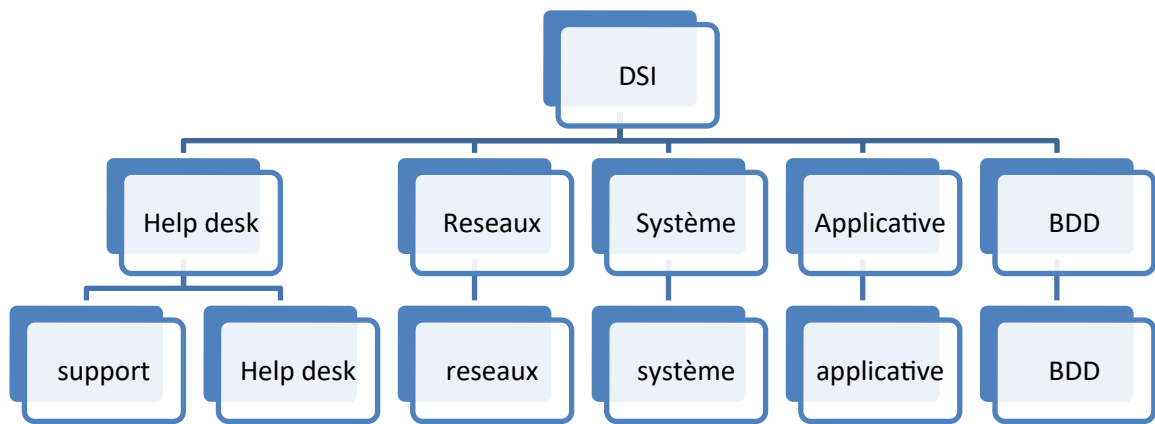 DSI
Help desk
Reseaux
Système
Applicative
BDD
support
Help desk
reseaux
système
applicative
BDD